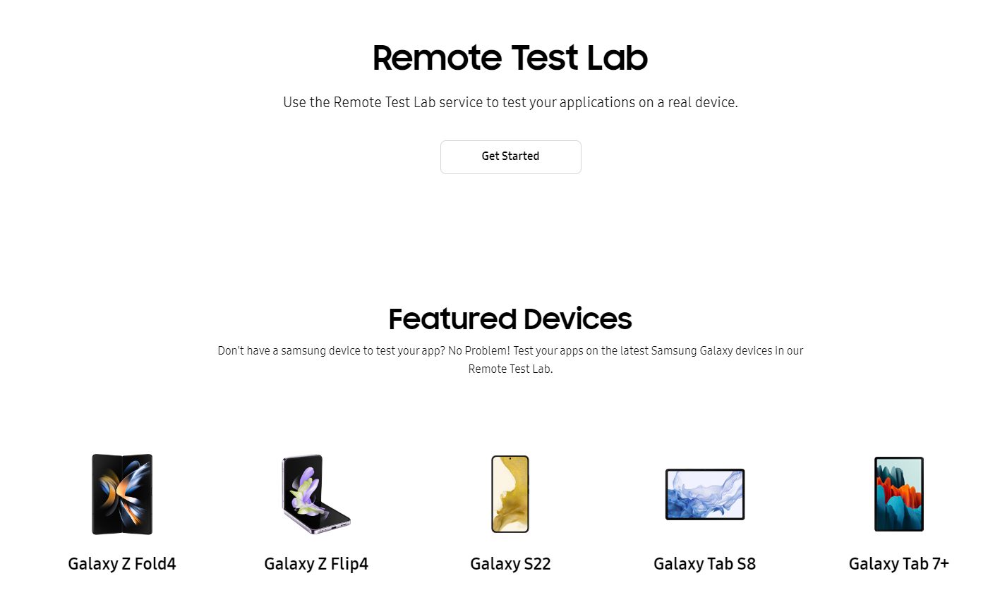 Remote Test Lab
Use the Remote Test Lab service to test your applications on a real device.
Get Started
Featured Devices
Don't have a samsung device to test your app? No Problem! Test your apps on the latest Samsung Galaxy devices in our
Remote Test Lab.
Galaxy Z Fold4
Galaxy Z Flip4
Galaxy S22
Galaxy Tab S8
Galaxy Tab 7+